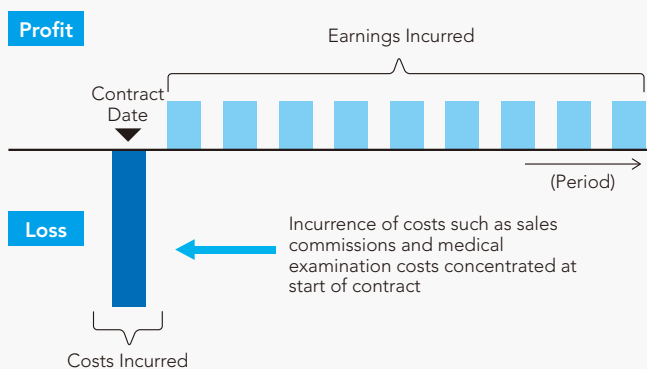 Profit
Earnings Incurred
Contract
Date
(Period)
Loss
Incurrence of costs such as sales
commissions and medical
examination costs concentrated at
start of contract
Costs Incurred